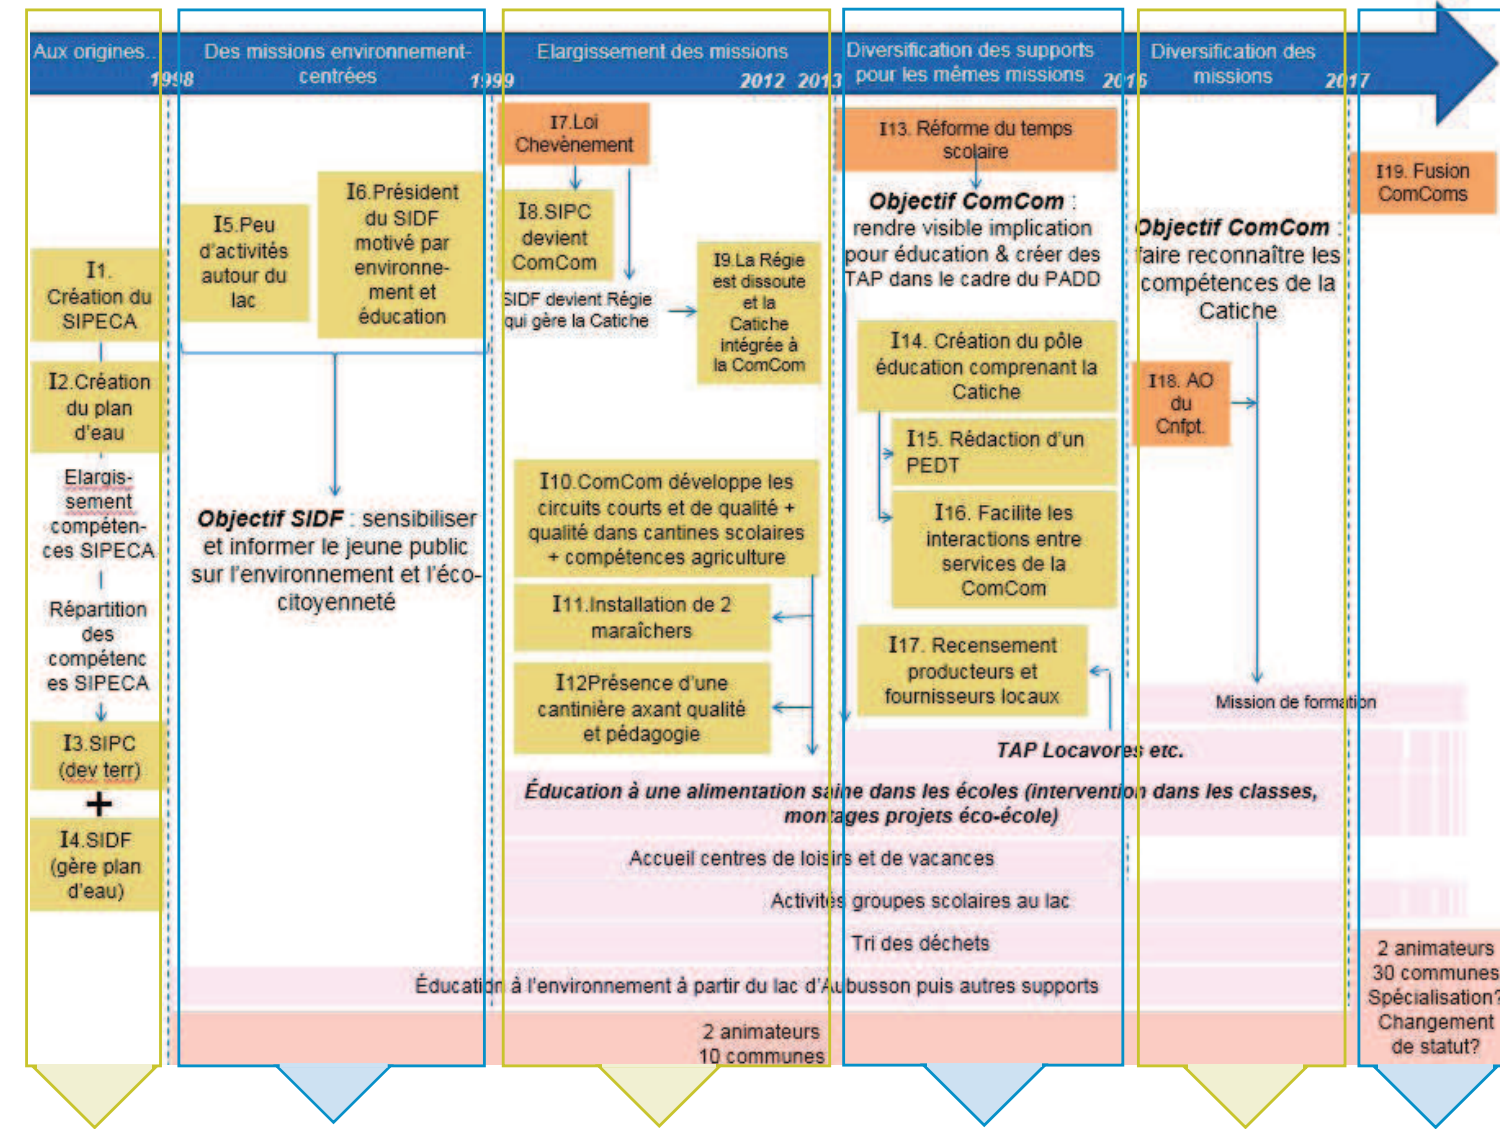 Aux origines..
1998
Des missions environnement-
centrées
1999
Elargissement des missions
2012 2013
Diversification des supports
pour les mêmes missions
2016
Diversification des
missions
2017
I1.
Création du
SIPECA
I2.Création
du plan
d'eau
Elargis-
sement
compéten-
ces SIPECA
Répartition
des
compétenc
es SIPECA
I3.SIPC
(dev terr)
+
I4.SIDF
(gère plan
d'eau)
I5.Peu
d'activités
autour du
lac
I6.Président
du SIDF
motivé par
environne-
ment et
éducation
Objectif SIDF : sensibiliser
et informer le jeune public
sur l'environnement et l'éco-
citoyenneté
I7.Loi
Chevènement
I8.SIPC
devient
ComCom
SIDF devient Régie
qui gère la Catiche
I9.La Régie
est dissoute
et la
Catiche
intégrée à
la ComCom
I10.ComCom développe les
circuits courts et de qualité +
qualité dans cantines scolaires
+ compétences agriculture
I11.Installation de 2
maraîchers
I12Présence d'une
cantinière axant qualité
et pédagogie
I13. Réforme du temps
scolaire
Objectif ComCom :
rendre visible implication
pour éducation & créer des
TAP dans le cadre du PADD
I14. Création du pôle
éducation comprenant la
Catiche
I15. Rédaction d'un
PEDT
I16. Facilite les
interactions entre
services de la
ComCom
I17. Recensement
producteurs et
fournisseurs locaux
Objectif ComCom :
faire reconnaître les
compétences de la
Catiche
I18. AO
du
Cnfpt.
I19. Fusion
ComComs
Mission de formation
TAP Locavores etc.
Éducation à une alimentation saine dans les écoles (intervention dans les classes,
montages projets éco-école)
Accueil centres de loisirs et de vacances
Activités groupes scolaires au lac
Tri des déchets
Éducation à l'environnement à partir du lac d'Aubusson puis autres supports
2 animateurs
10 communes
2 animateurs
30 communes
Spécialisation?
Changement
de statut?